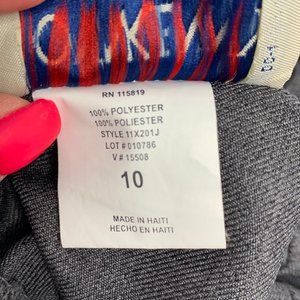 RN 115819
100% POLYESTER
100% POLIESTER
STYLE 11X201J
LOT # 010786
V # 15508
10
MADE IN HAITI
HECHO EN HAITI